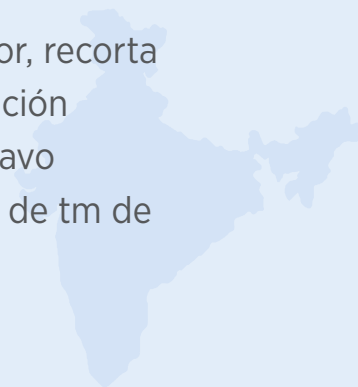 or, recorta
ción
avo
de tm de